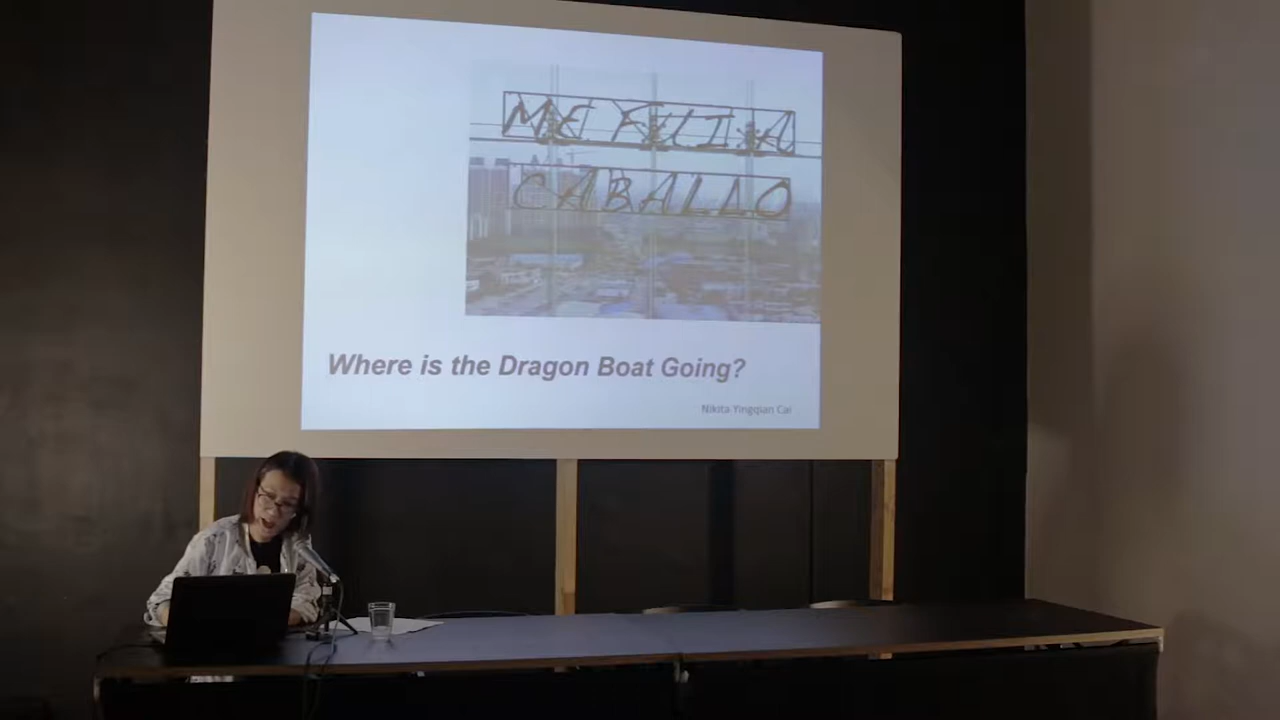 ME FUI A
CABALLO
Where is the Dragon Boat Going?
Nikita Yingqian Cai